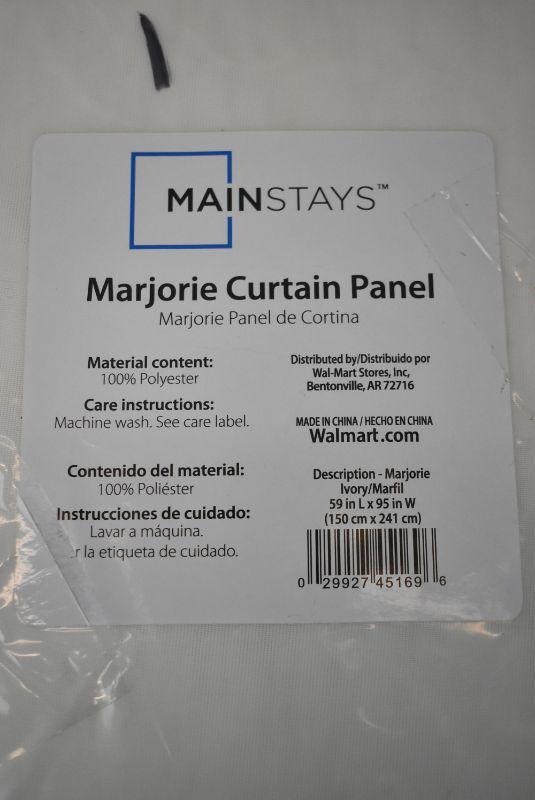 MAINSTAYS™
Marjorie Curtain Panel
Marjorie Panel de Cortina
Material content:
100% Polyester
Care instructions:
Machine wash. See care label.
Contenido del material:
100% Poliéster
Instrucciones de cuidado:
Lavar a máquina.
r la etiqueta de cuidado.
Distributed by/Distribuido por
Wal-Mart Stores, Inc,
Bentonville, AR 72716
MADE IN CHINA / HECHO EN CHINA
Walmart.com
Description - Marjorie
Ivory/Marfil
59 in L x 95 in W
(150 cm x 241 cm)
0 29927 45169 6